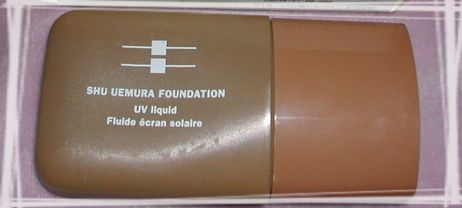 SHU UEMURA FOUNDATION
UV liquid
Fluide écran solaire